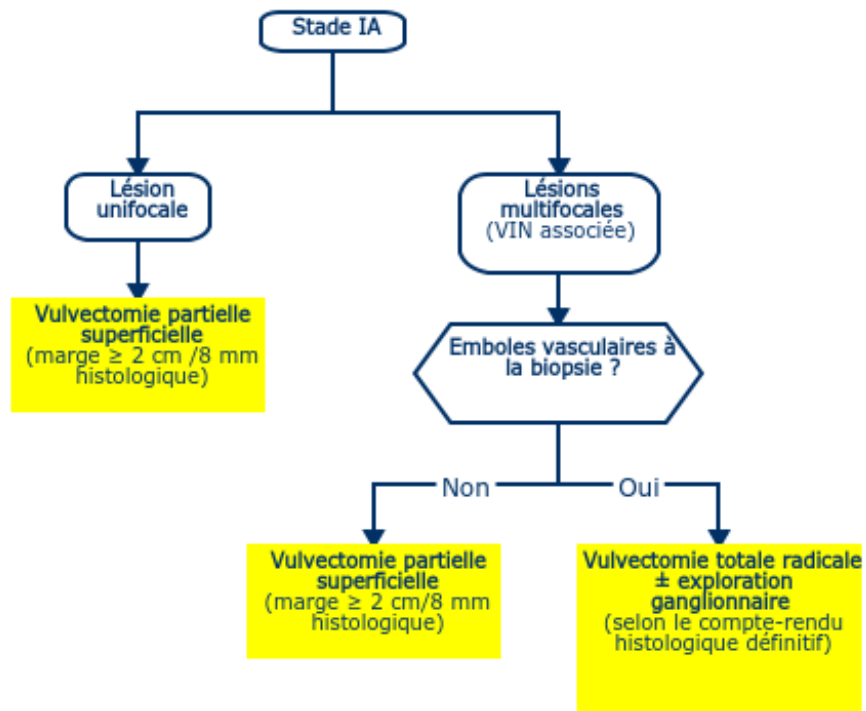 Stade IA
Lésion
unifocale
Lésions
multifocales
(VIN associée)
Vulvectomie partielle
superficielle
(marge ≥ 2 cm /8 mm
histologique)
Emboles vasculaires à
la biopsie ?
Non
Oui
Vulvectomie partielle
superficielle
(marge ≥ 2 cm/8 mm
histologique)
Vulvectomie totale radicale
± exploration
ganglionnaire
(selon le compte-rendu
histologique définitif)